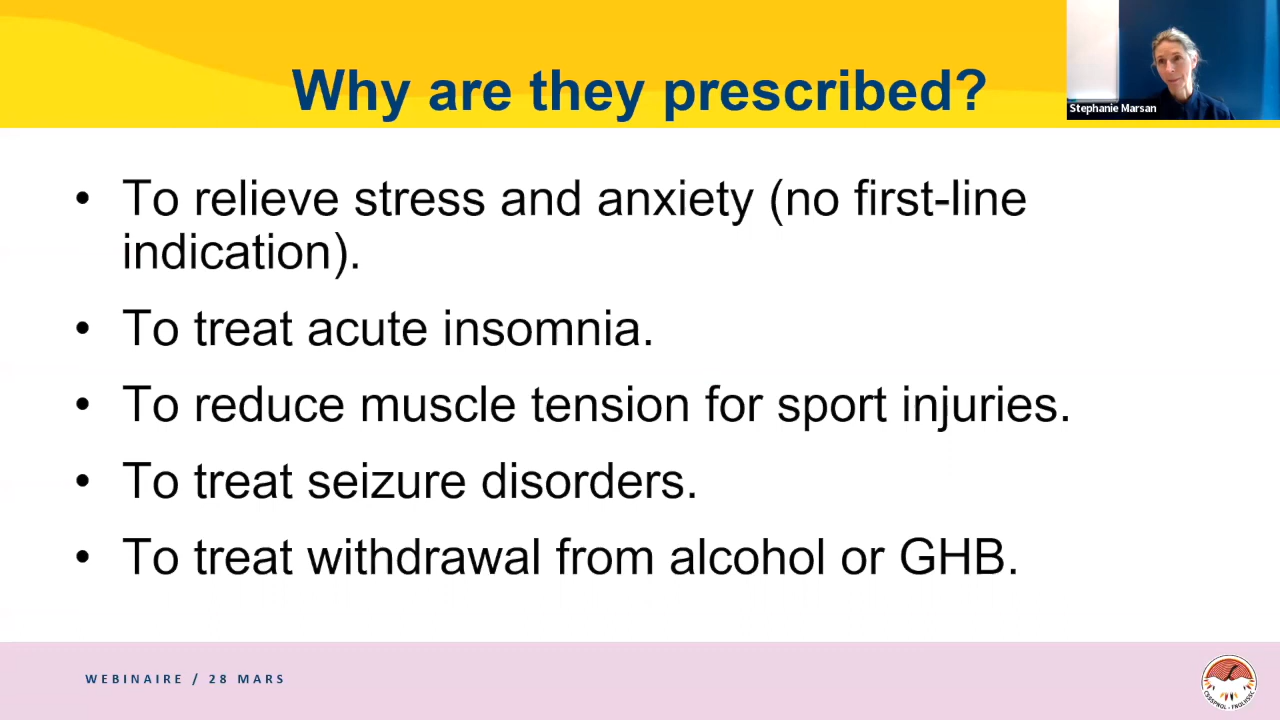 Why are they prescribed?
Stephanie Marsan
• To relieve stress and anxiety (no first-line
indication).
• To treat acute insomnia.
• To reduce muscle tension for sport injuries.
• To treat seizure disorders.
• To treat withdrawal from alcohol or GHB.
WEBINAIRE / 28 MARS